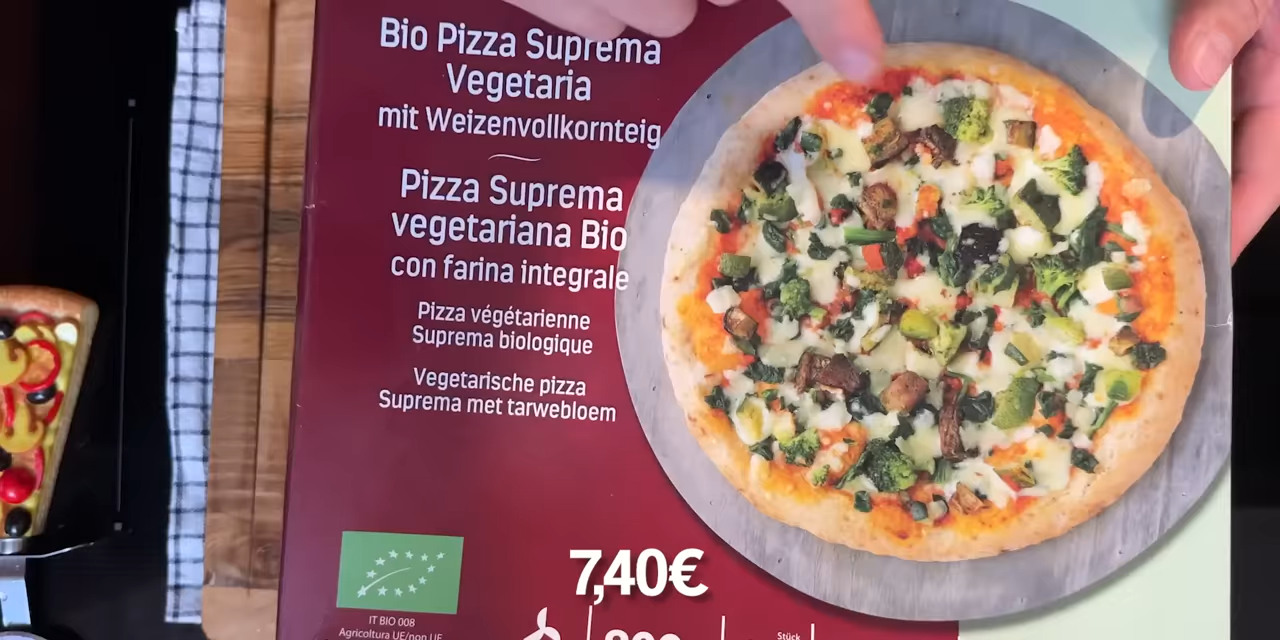 Bio Pizza Suprema
Vegetaria
mit Weizenvollkornteig
Pizza Suprema
vegetariana Bio
con farina integrale
Pizza végétarienne
Suprema biologique
Vegetarische pizza
Suprema met tarwebloem
7,40€
IT BIO 008
Agricoltura UE/non UE
Stück